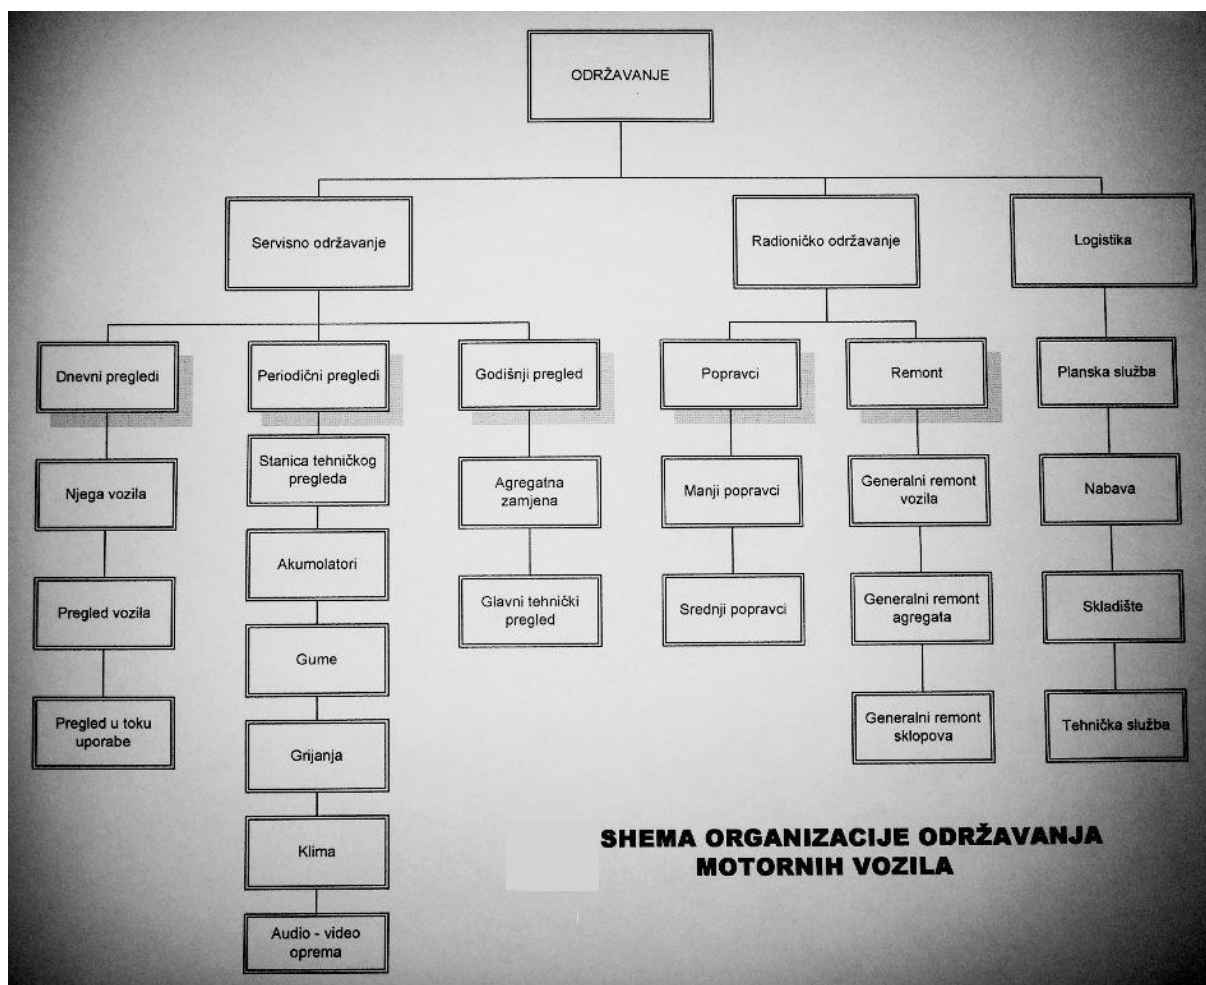 ODRŽAVANJE
Servisno održavanje
Radioničko održavanje
Logistika
Dnevni pregledi
Periodični pregledi
Godišnji pregled
Popravci
Remont
Planska služba
Stanica tehničkog
pregleda
Njega vozila
Agregatna
zamjena
Manji popravci
Generalni remont
vozila
Nabava
Akumolatori
Pregled vozila
Glavni tehnički
pregled
Srednji popravci
Generalni remont
agregata
Skladište
Gume
Pregled u toku
uporabe
Grijanja
Generalni remont
sklopova
Tehnička služba
Klima
Audio - video
oprema
SHEMA ORGANIZACIJE ODRŽAVANJA
MOTORNIH VOZILA